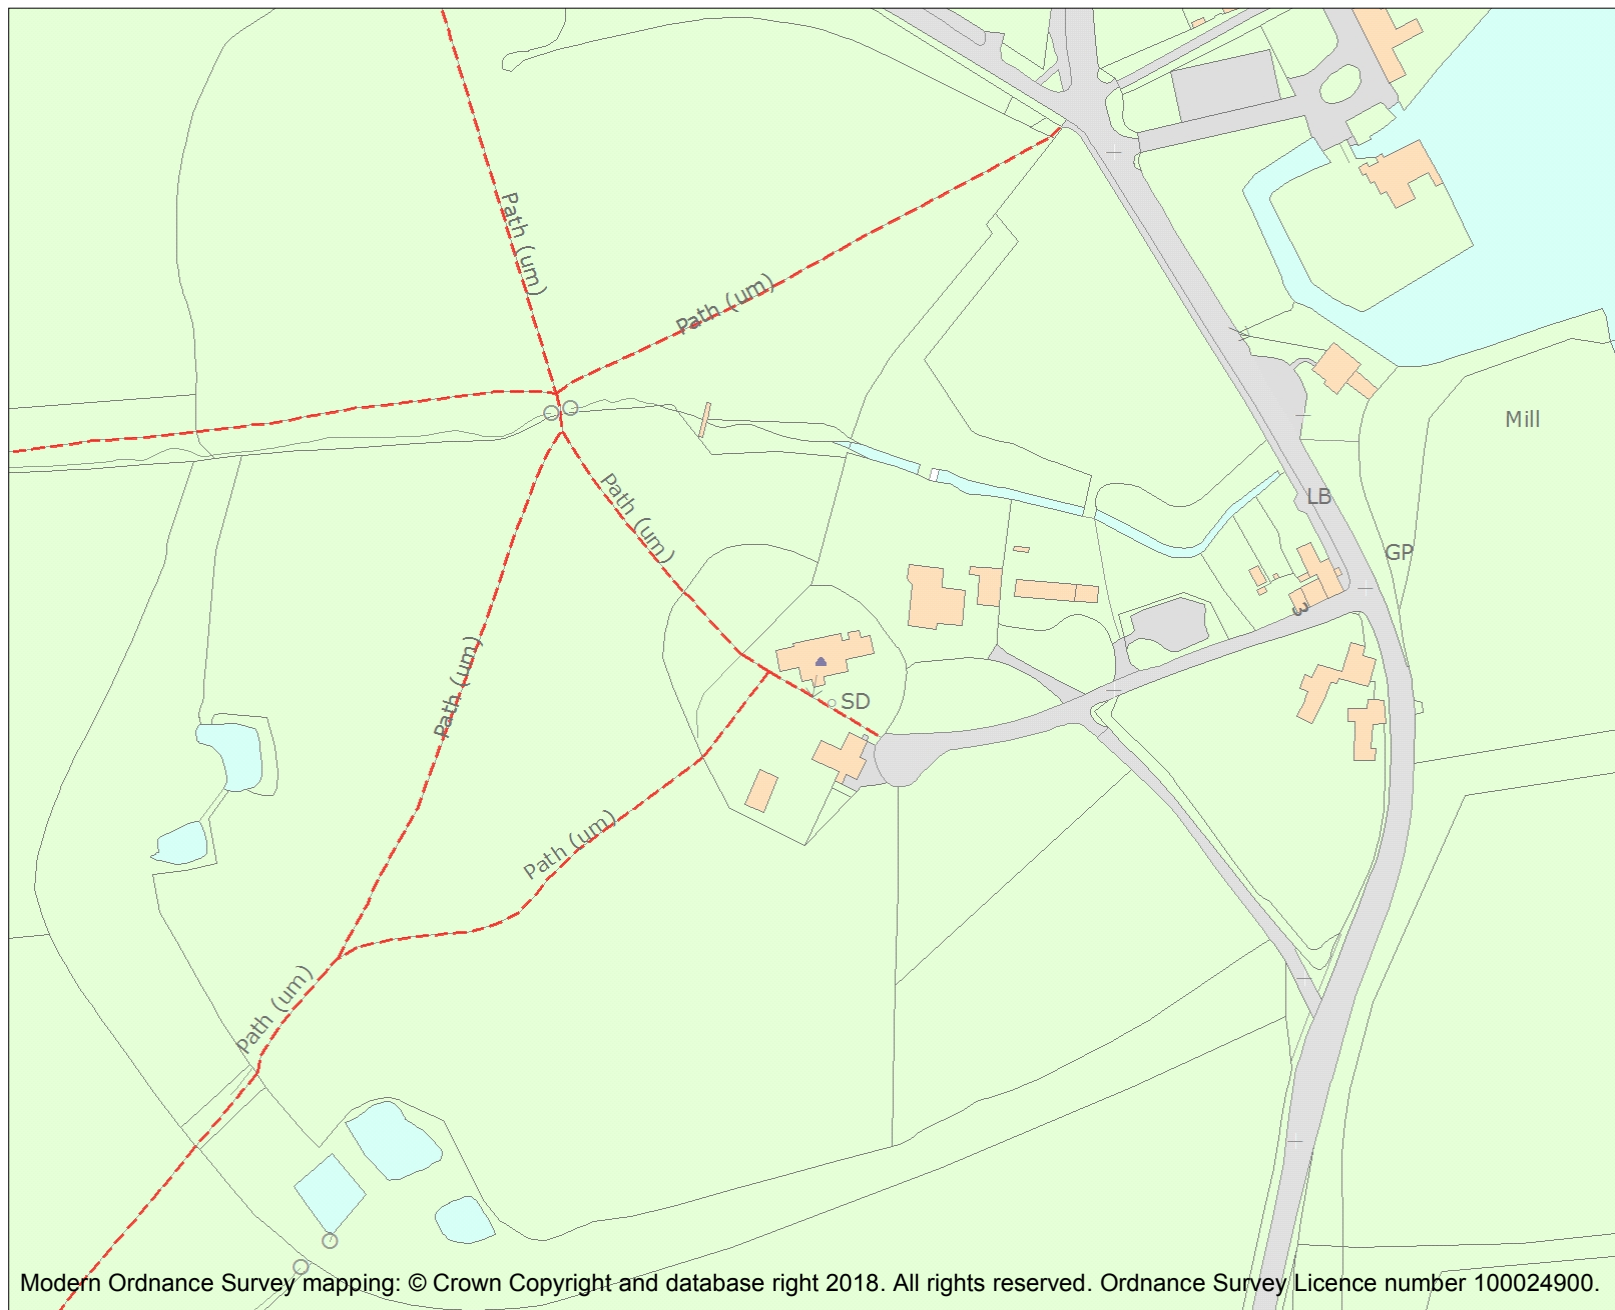 Path (um)
Path (um)
Mill
LB
Path (um)
GP
3
Path (um)
SD
Path (um)
Path (um)
Modern Ordnance Survey mapping: © Crown Copyright and database right 2018. All rights reserved. Ordnance Survey Licence number 100024900.